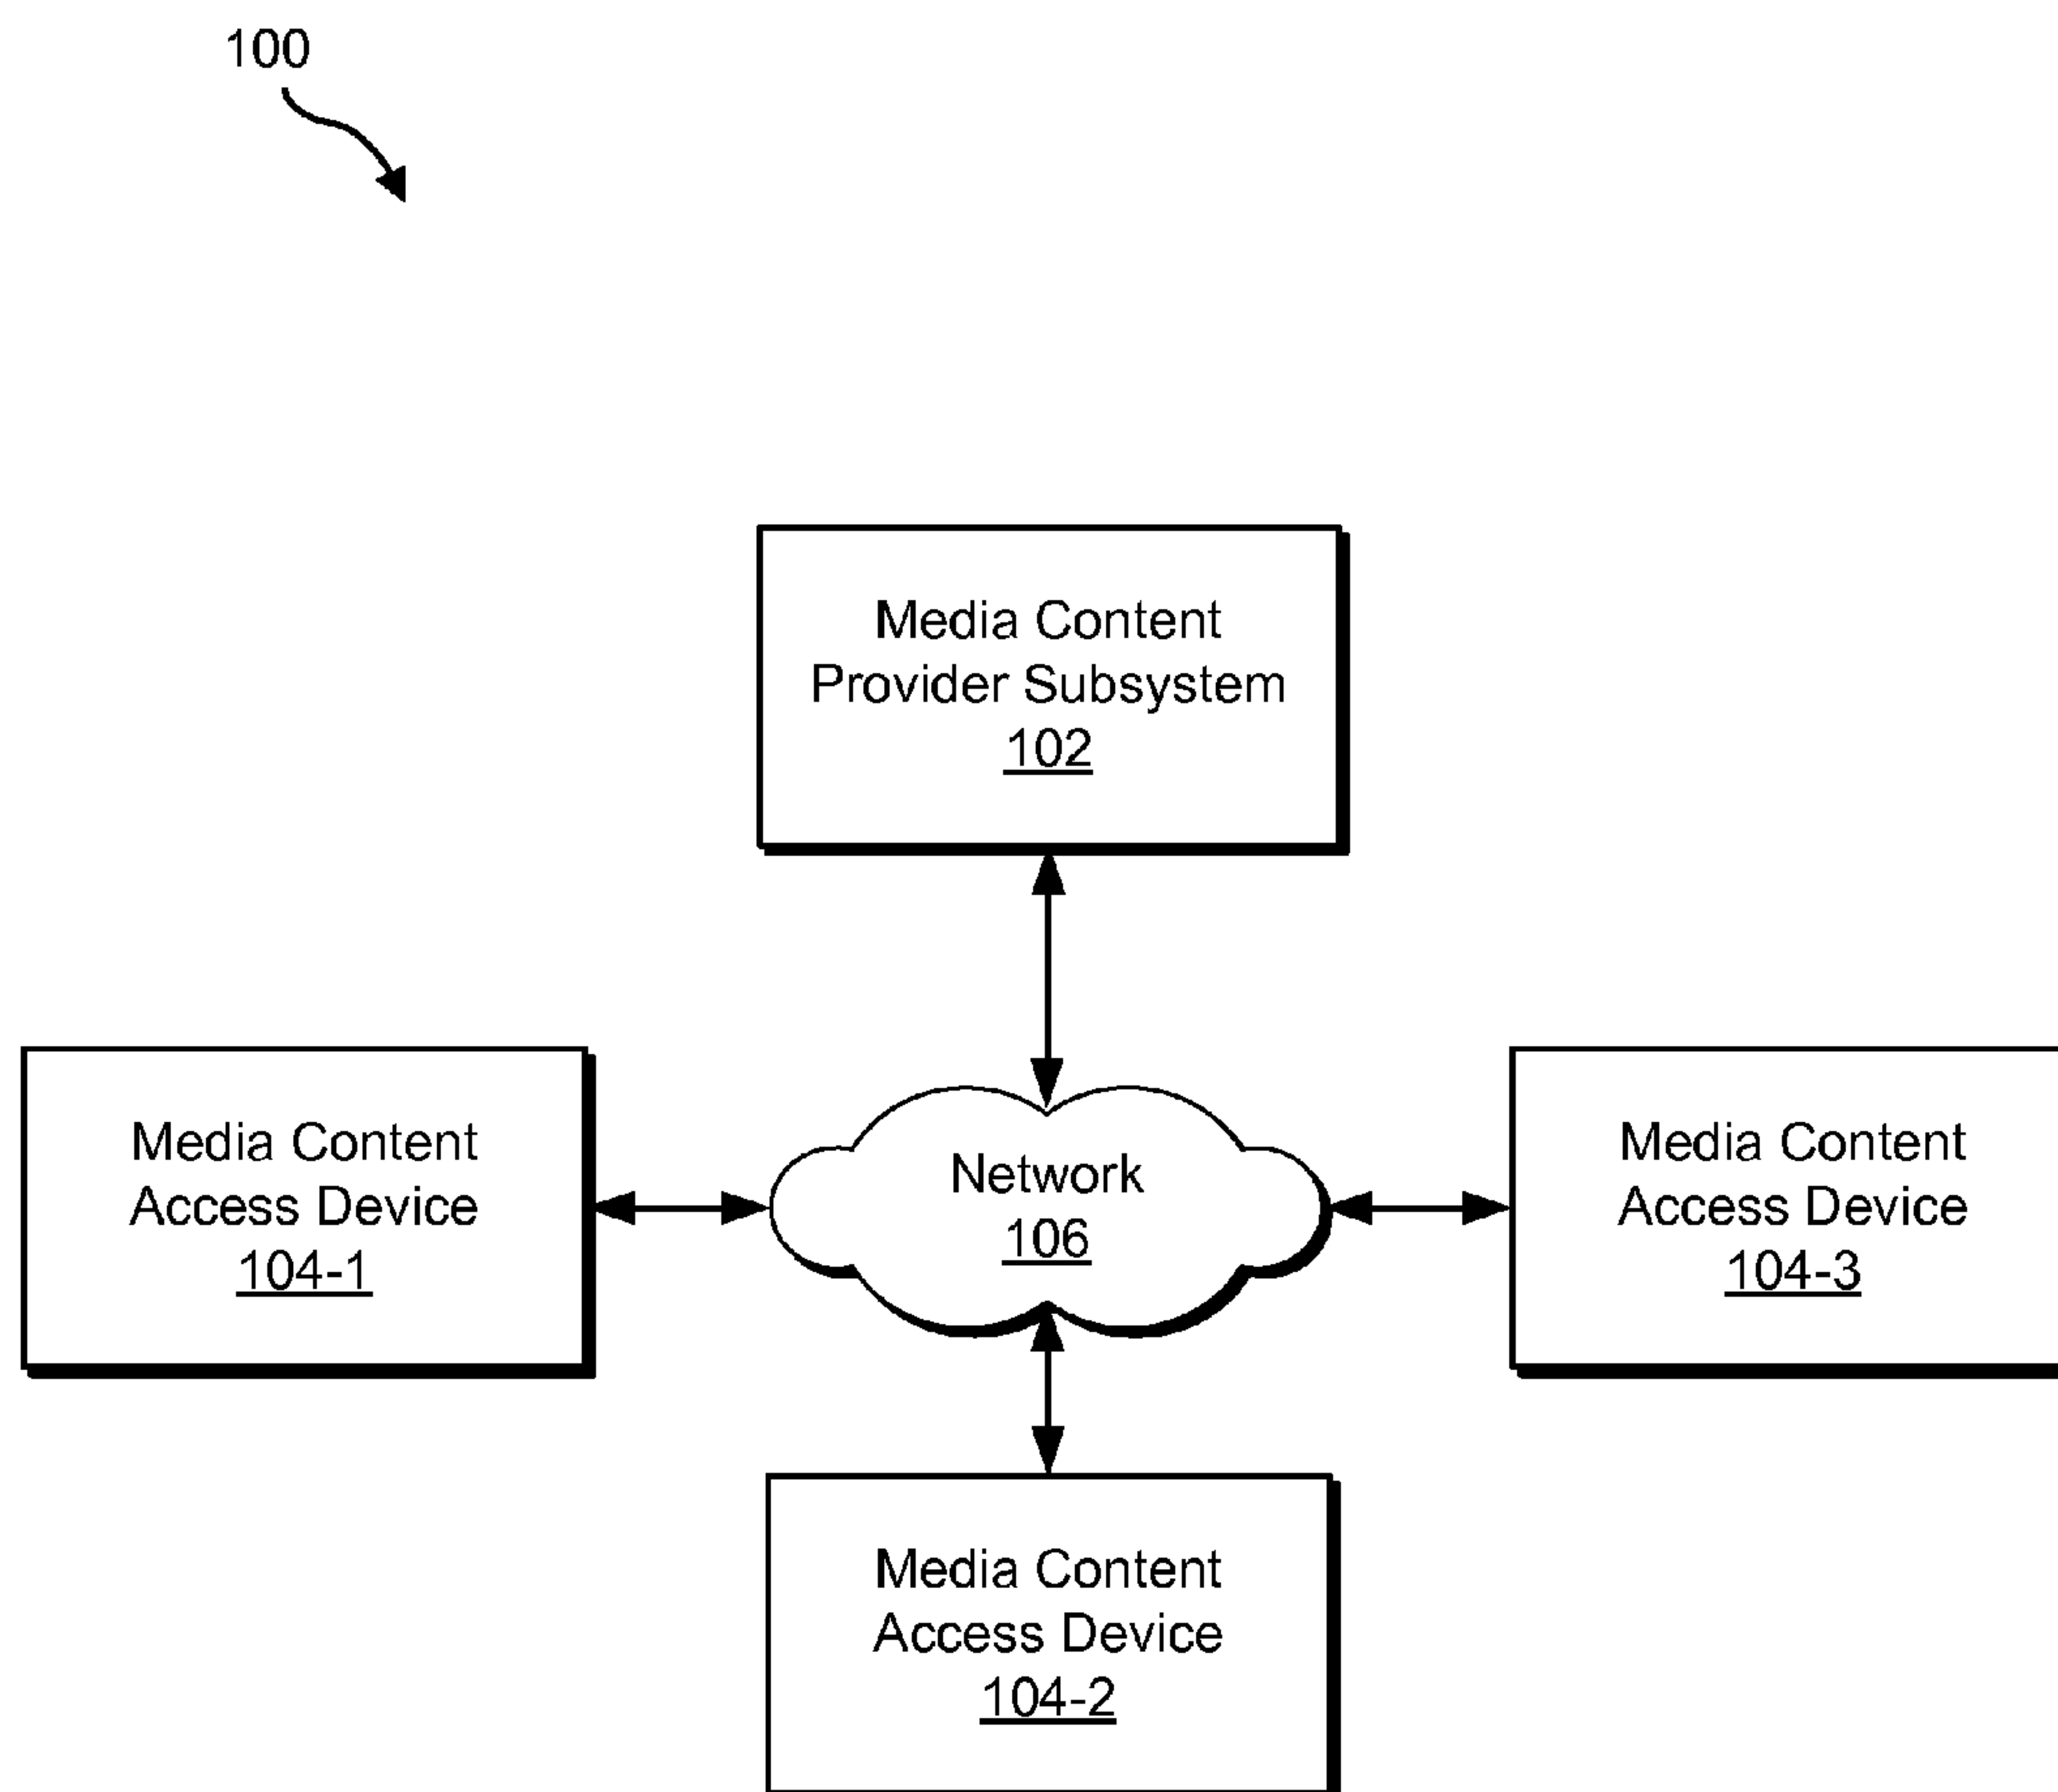 100
Media Content
Provider Subsystem
102
Media Content
Access Device
104-1
Network
106
Media Content
Access Device
104-3
Media Content
Access Device
104-2